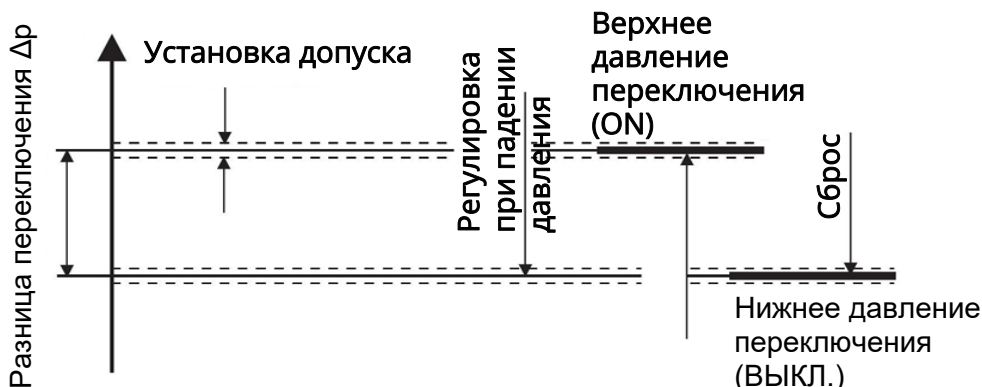 Разница переключения Δp
Установка допуска
Регулировка
при падении
давления
Верхнее
давление
переключения
(ON)
Сброс
Нижнее давление
переключения
(ВЫКЛ.)